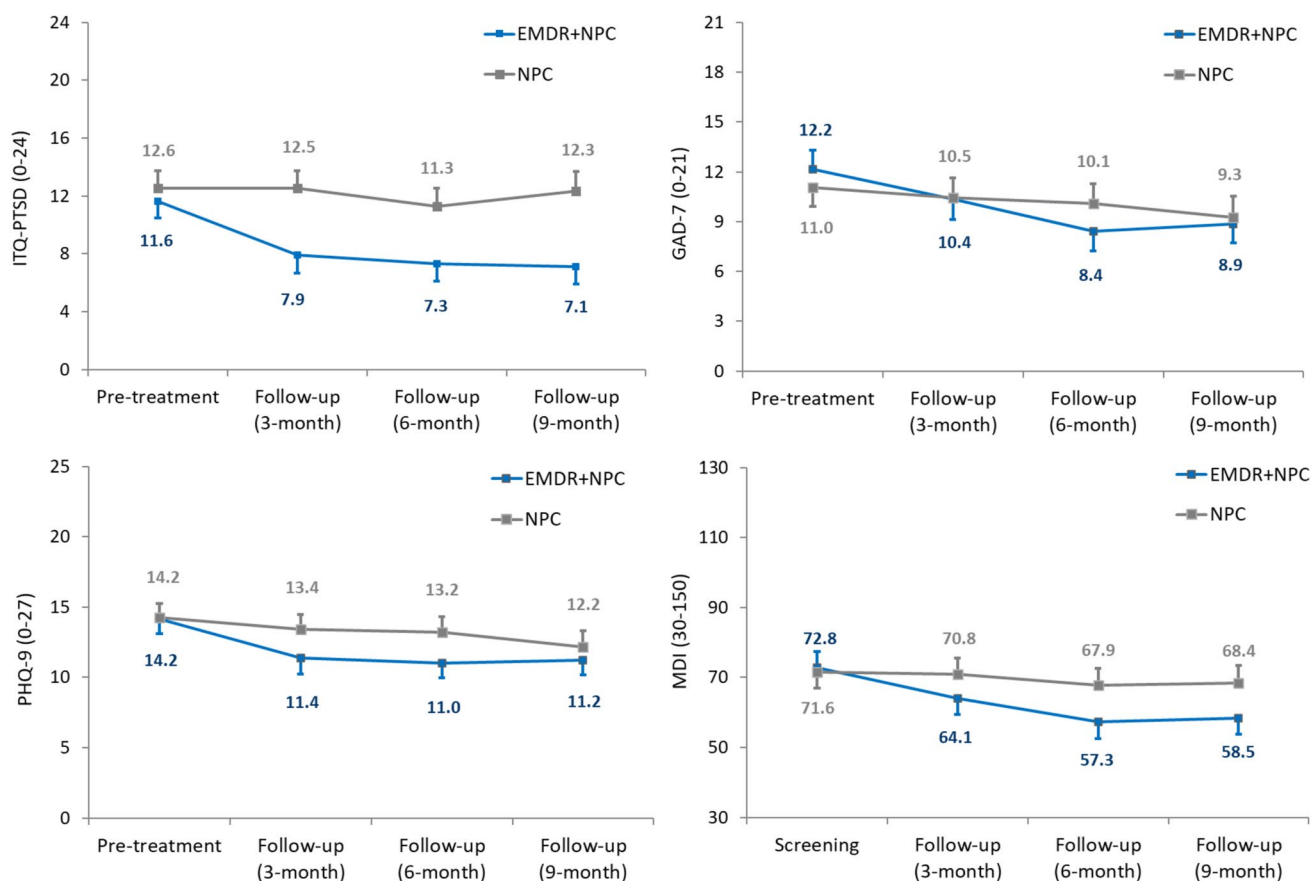 ITQ-PTSD (0-24)
24
20
16
12
8
4
0
EMDR+NPC
NPC
12.6
12.5
11.3
12.3
11.6
7.9
7.3
7.1
Pre-treatment
Follow-up
(3-month)
Follow-up
(6-month)
Follow-up
(9-month)
GAD-7 (0-21)
21
18
15
12
9
6
3
0
EMDR+NPC
NPC
12.2
10.5
10.1
9.3
11.0
10.4
8.4
8.9
Pre-treatment
Follow-up
(3-month)
Follow-up
(6-month)
Follow-up
(9-month)
PHQ-9 (0-27)
25
20
15
10
5
0
EMDR+NPC
NPC
14.2
13.4
13.2
12.2
14.2
11.4
11.0
11.2
Pre-treatment
Follow-up
(3-month)
Follow-up
(6-month)
Follow-up
(9-month)
MDI (30-150)
130
110
90
70
50
30
EMDR+NPC
NPC
72.8
70.8
67.9
68.4
71.6
64.1
57.3
58.5
Screening
Follow-up
(3-month)
Follow-up
(6-month)
Follow-up
(9-month)